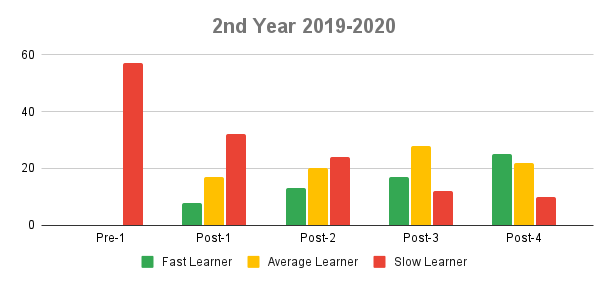 2nd Year 2019-2020
60
40
20
0
Pre-1 Post-1 Post-2 Post-3 Post-4
Fast Learner Average Learner Slow Learner